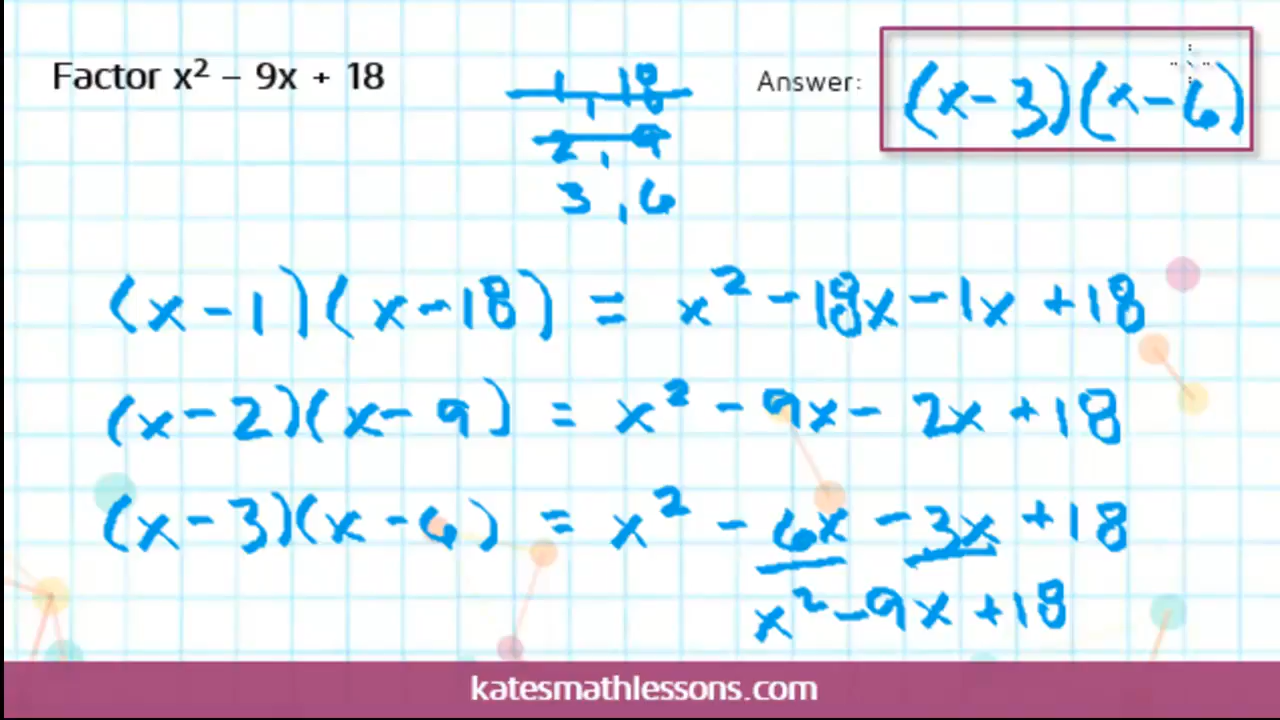 Factor x² – 9x + 18
1, 18
2, 9
3, 6
Answer:
(x-3)(x-6)
(x-1)(x-18) = x² - 18x - 1x + 18
(x-2)(x-9) = x² - 9x - 2x + 18
(x-3)(x-6) = x² - 6x - 3x + 18
x² - 9x + 18
katesmathlessons.com